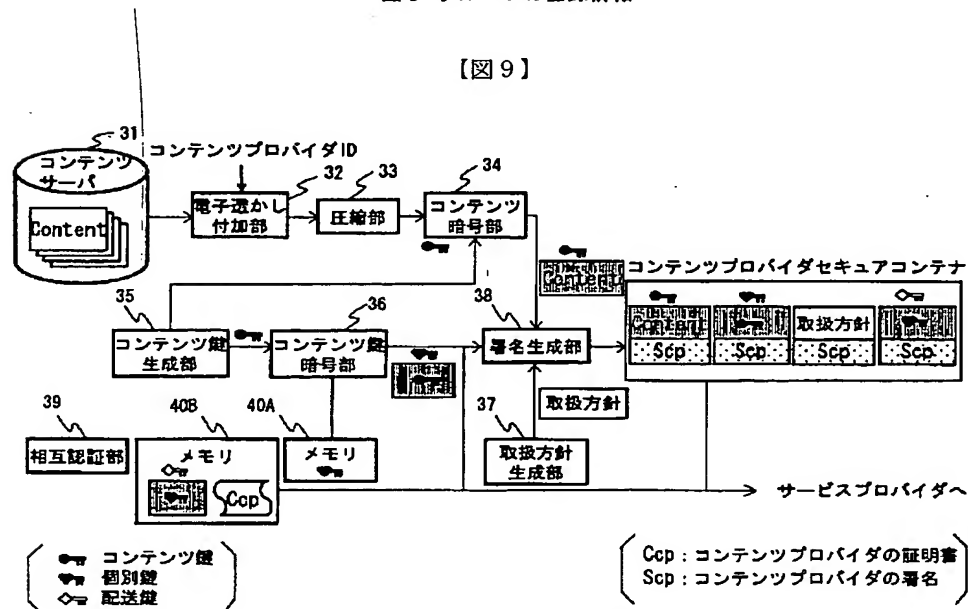 【図9】
31
コンテンツ
サーバ
Content
コンテンツプロバイダID
32
電子透かし
付加部
33
圧縮部
34
コンテンツ
暗号部
Content
コンテンツプロバイダセキュアコンテナ
Content
取扱方針
Scp
Scp
Scp
Scp
35
コンテンツ鍵
生成部
36
コンテンツ鍵
暗号部
38
署名生成部
取扱方針
37
取扱方針
生成部
39
相互認証部
40B
メモリ
Ccp
40A
メモリ
サービスプロバイダへ
コンテンツ鍵
個別鍵
配送鍵
Ccp:コンテンツプロバイダの証明書
Scp:コンテンツプロバイダの署名